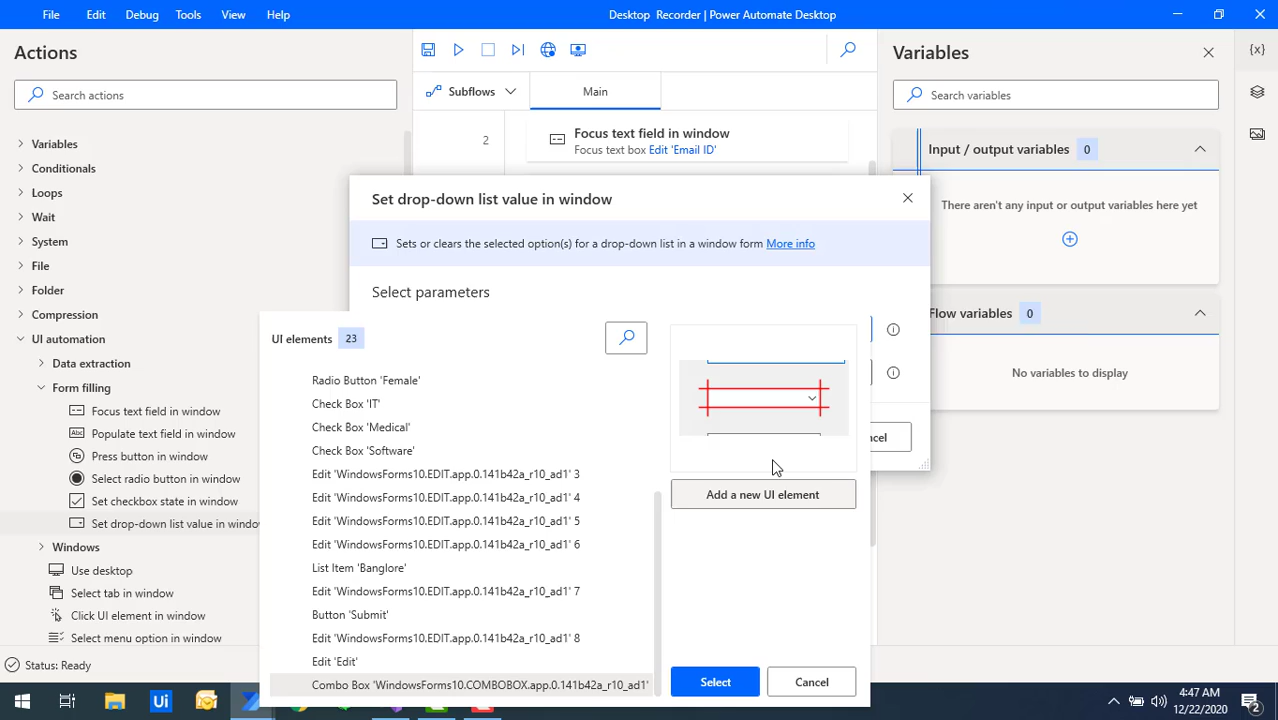 File Edit Debug Tools View Help Desktop Recorder | Power Automate Desktop
Actions
Search actions
Variables
Conditionals
Loops
Wait
System
File
Folder
Compression
UI automation
Data extraction
Form filling
Focus text field in window
Populate text field in window
Press button in window
Select radio button in window
Set checkbox state in window
Set drop-down list value in windo
Windows
Use desktop
Select tab in window
Click UI element in window
Select menu option in window
Status: Ready
Subflows Main
2
Focus text field in window
Focus text box Edit 'Email ID'
Set drop-down list value in window
Sets or clears the selected option(s) for a drop-down list in a window form More info
Select parameters
ncel
UI elements 23
Radio Button 'Female'
Check Box 'IT'
Check Box 'Medical'
Check Box 'Software'
Edit 'WindowsForms10.EDIT.app.0.141b42a_r10_ad1' 3
Edit 'WindowsForms10.EDIT.app.0.141b42a_r10_ad1' 4
Edit 'WindowsForms10.EDIT.app.0.141b42a_r10_ad1' 5
Edit 'WindowsForms10.EDIT.app.0.141b42a_r10_ad1' 6
List Item 'Banglore'
Edit 'WindowsForms10.EDIT.app.0.141b42a_r10_ad1' 7
Button 'Submit'
Edit 'WindowsForms10.EDIT.app.0.141b42a_r10_ad1' 8
Edit 'Edit'
Combo Box 'WindowsForms10.COMBOBOX.app.0.141b42a_r10_ad1'
Add a new UI element
Select Cancel
Variables
{x}
Search variables
Input / output variables 0
There aren't any input or output variables here yet
Flow variables 0
No variables to display
Ui
4:47 AM
12/22/2020
2